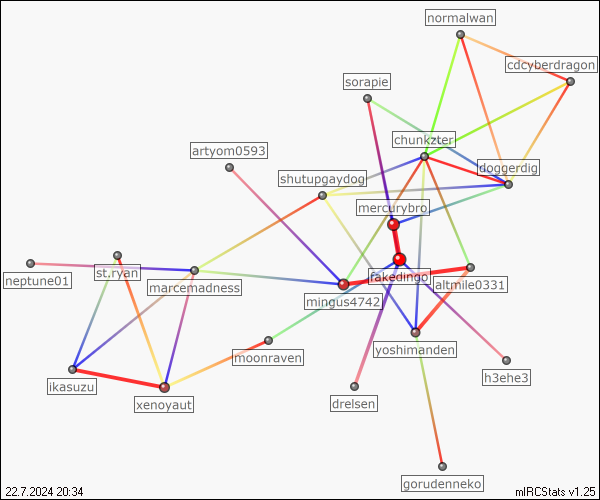 normalwan
cdcyberdragon
sorapie
chunkzter
artyom0593
doggerdig
shutupgaydog
mercurybro
fakedingo
st.ryan
neptune01
marcemadness
altmile0331
mingus4742
yoshimanden
moonraven
h3ehe3
ikasuzu
drelsen
xenoyaut
gorudenneko
22.7.2024 20:34
mIRCStats v1.25